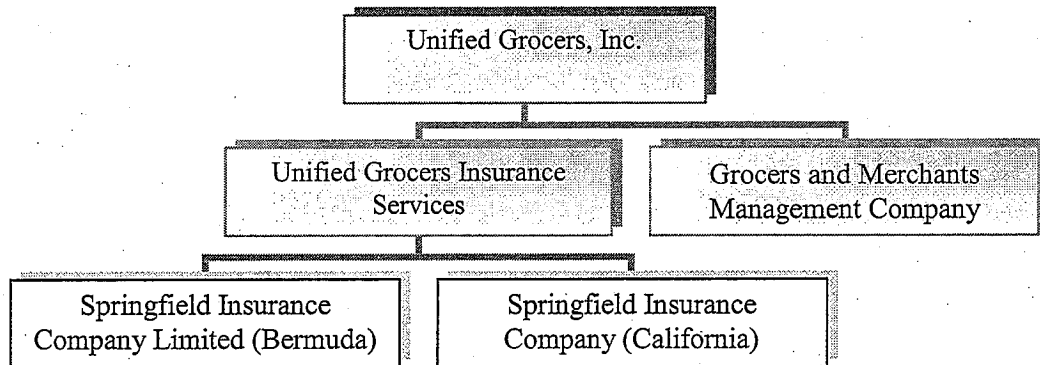 Unified Grocers, Inc.
Unified Grocers Insurance
Services
Grocers and Merchants
Management Company
Springfield Insurance
Company Limited (Bermuda)
Springfield Insurance
Company (California)